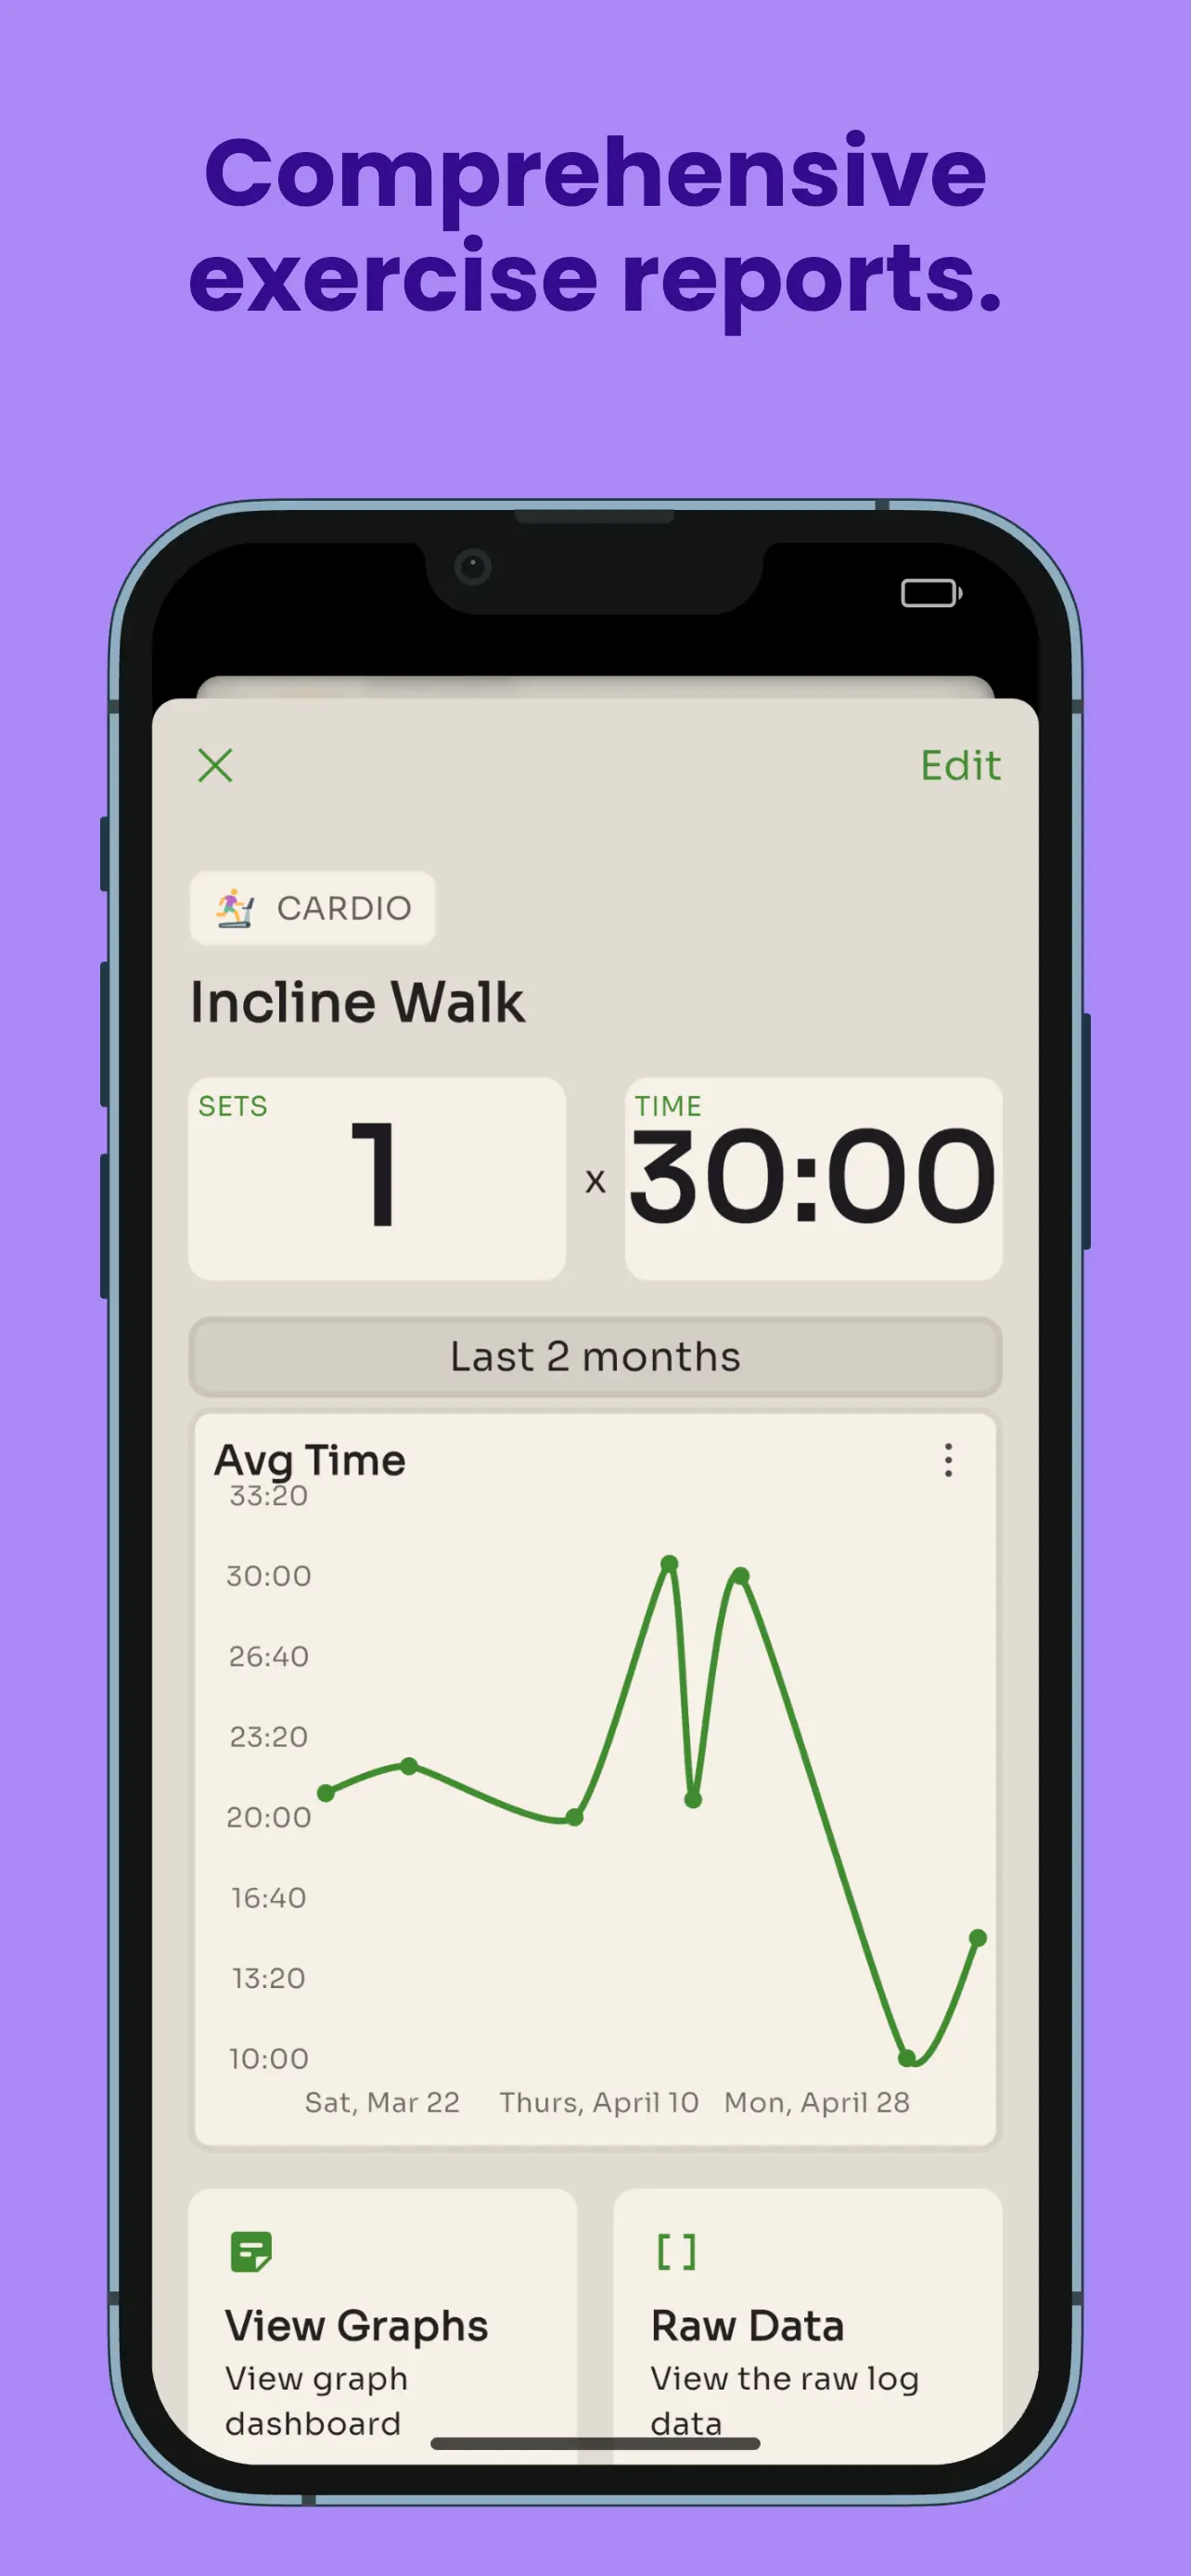 Comprehensive
exercise reports.
Edit
CARDIO
Incline Walk
SETS
1
x
TIME
30:00
Last 2 months
Avg Time
33:20
30:00
26:40
23:20
20:00
16:40
13:20
10:00
Sat, Mar 22 Thurs, April 10 Mon, April 28
View Graphs
View graph
dashboard
Raw Data
View the raw log
data